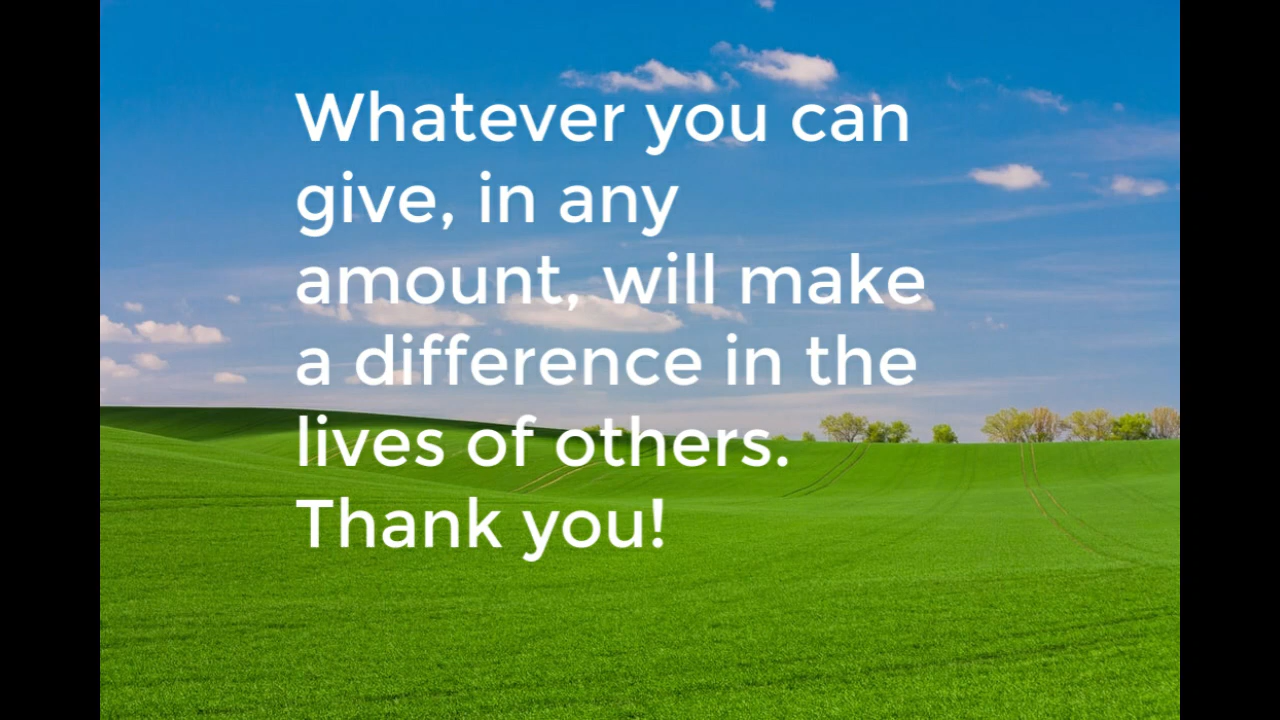 Whatever you can
give, in any
amount, will make
a difference in the
lives of others.
Thank you!